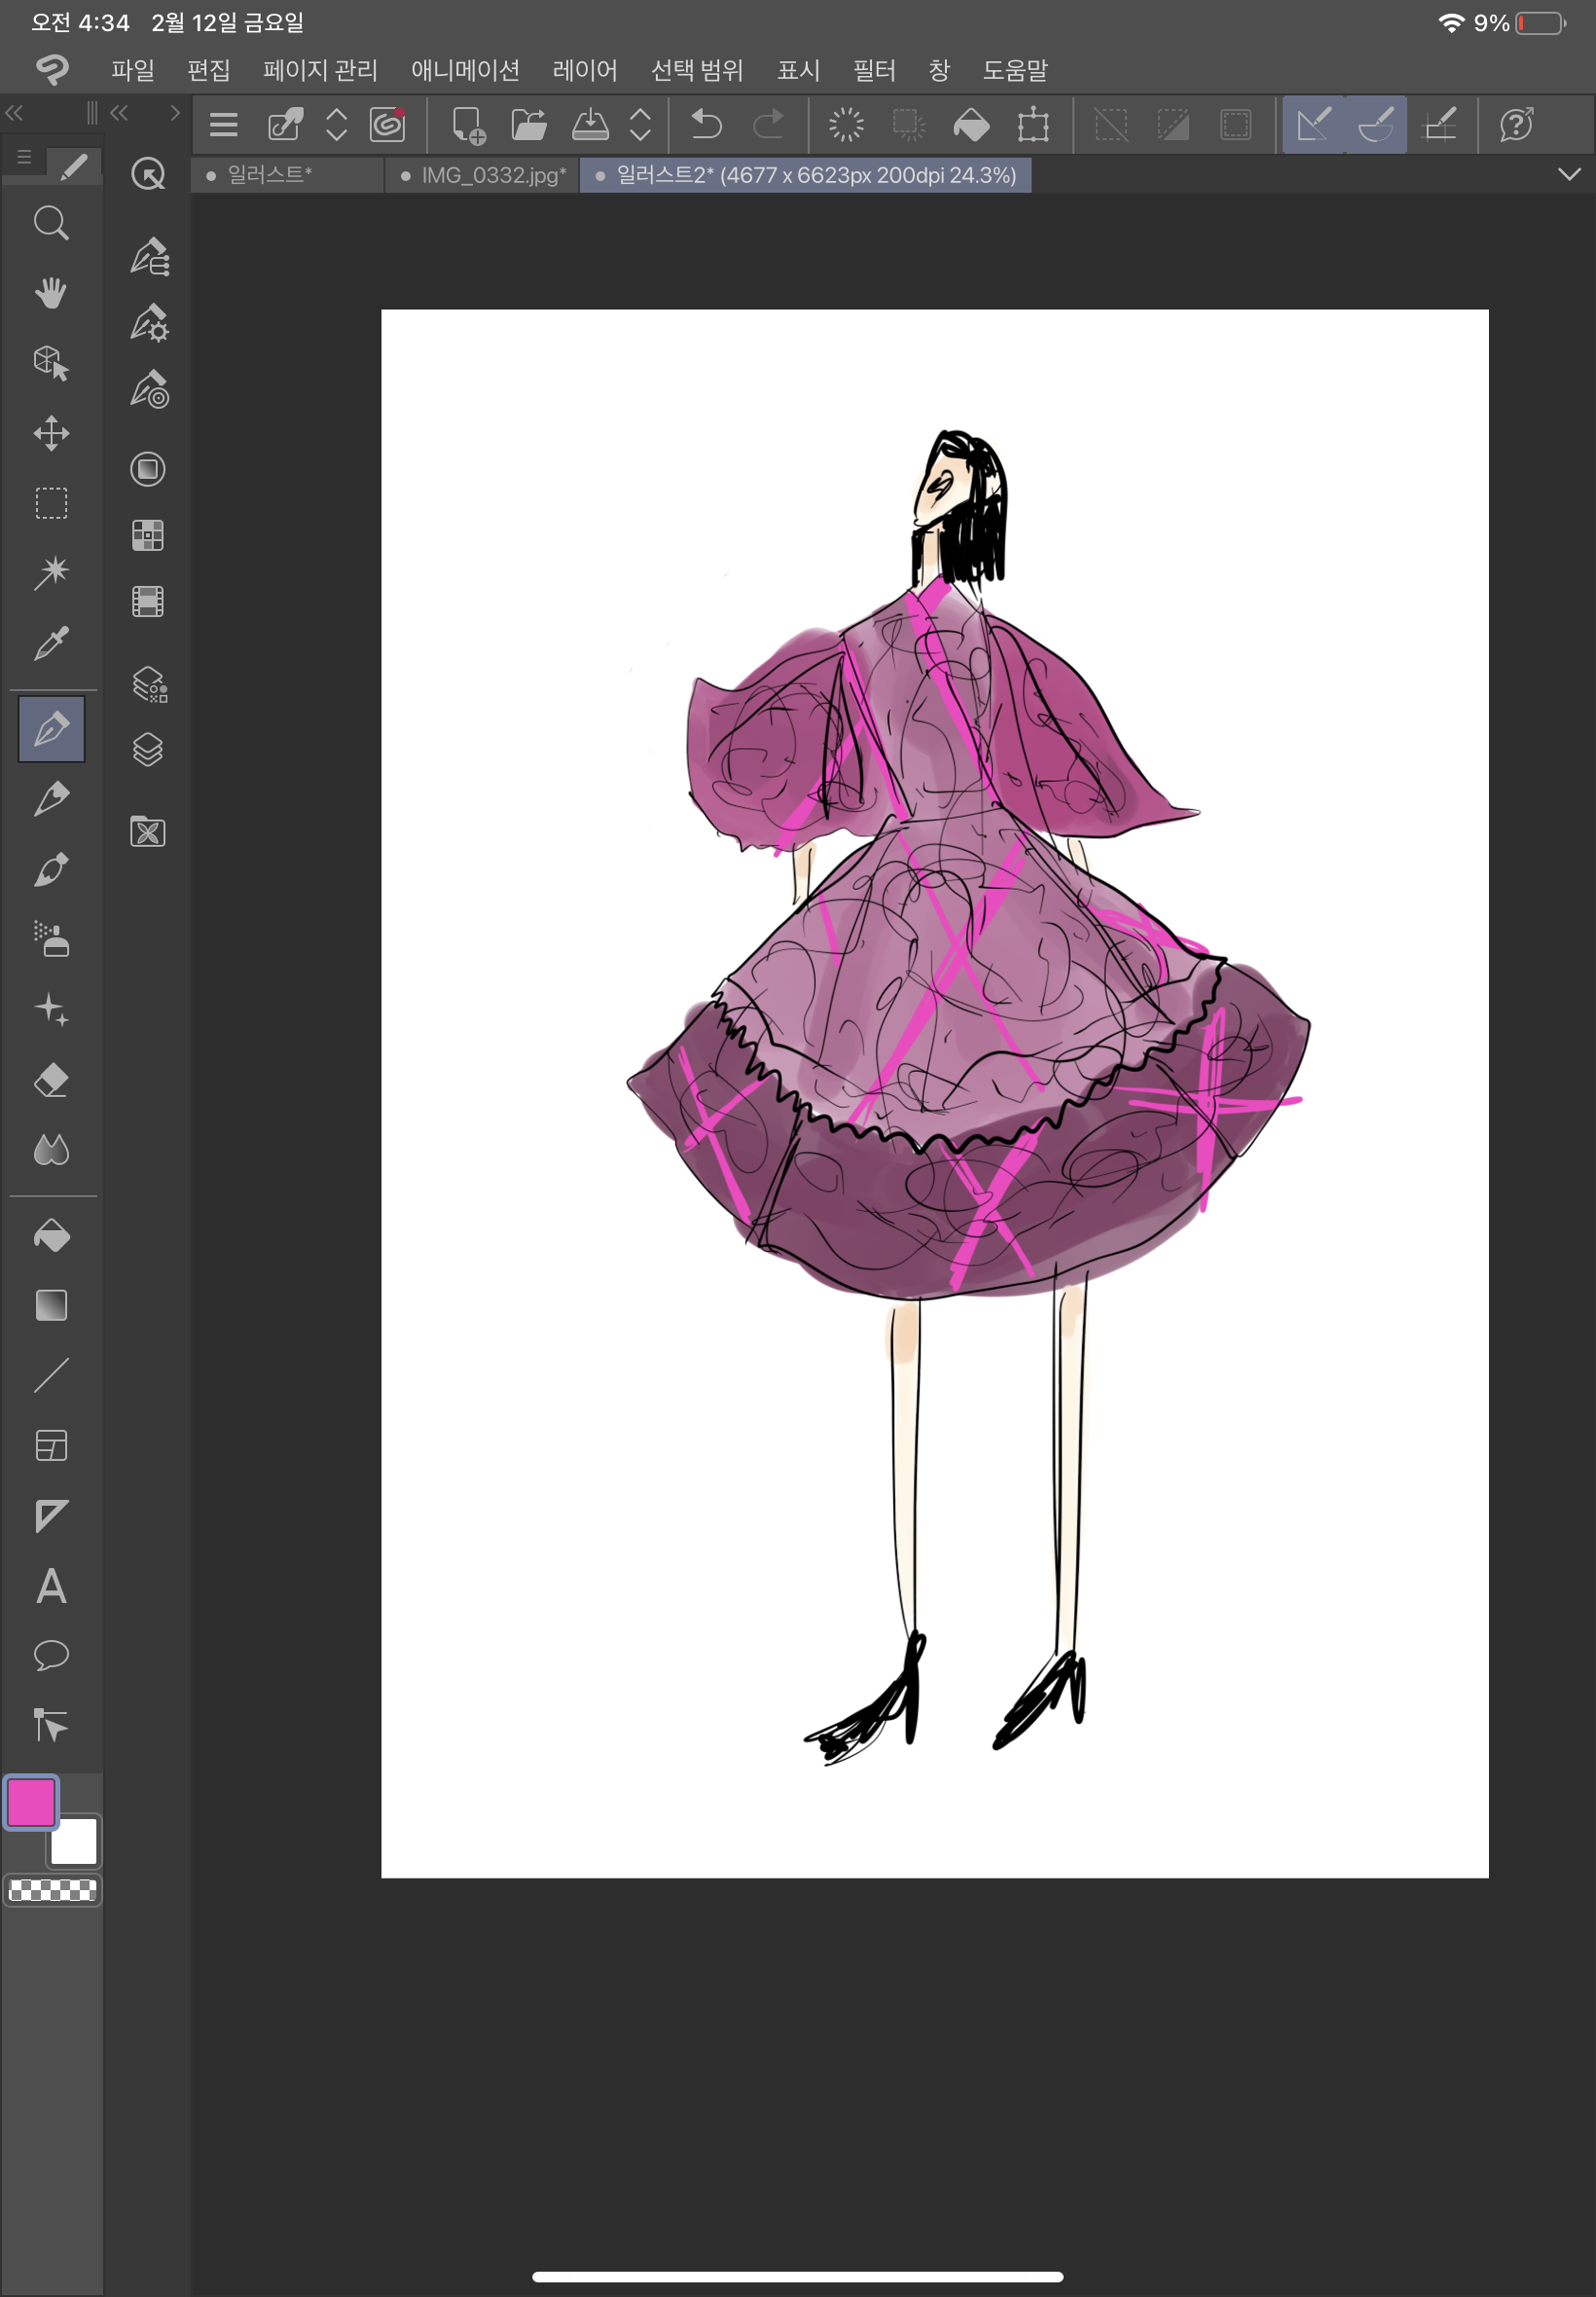 오전 4:34 2월 12일 금요일 9%
파일 편집 페이지 관리 애니메이션 레이어 선택 범위 표시 필터 창 도움말
일러스트* IMG_0332.jpg* 일러스트2* (4677 x 6623px 200dpi 24.3%)